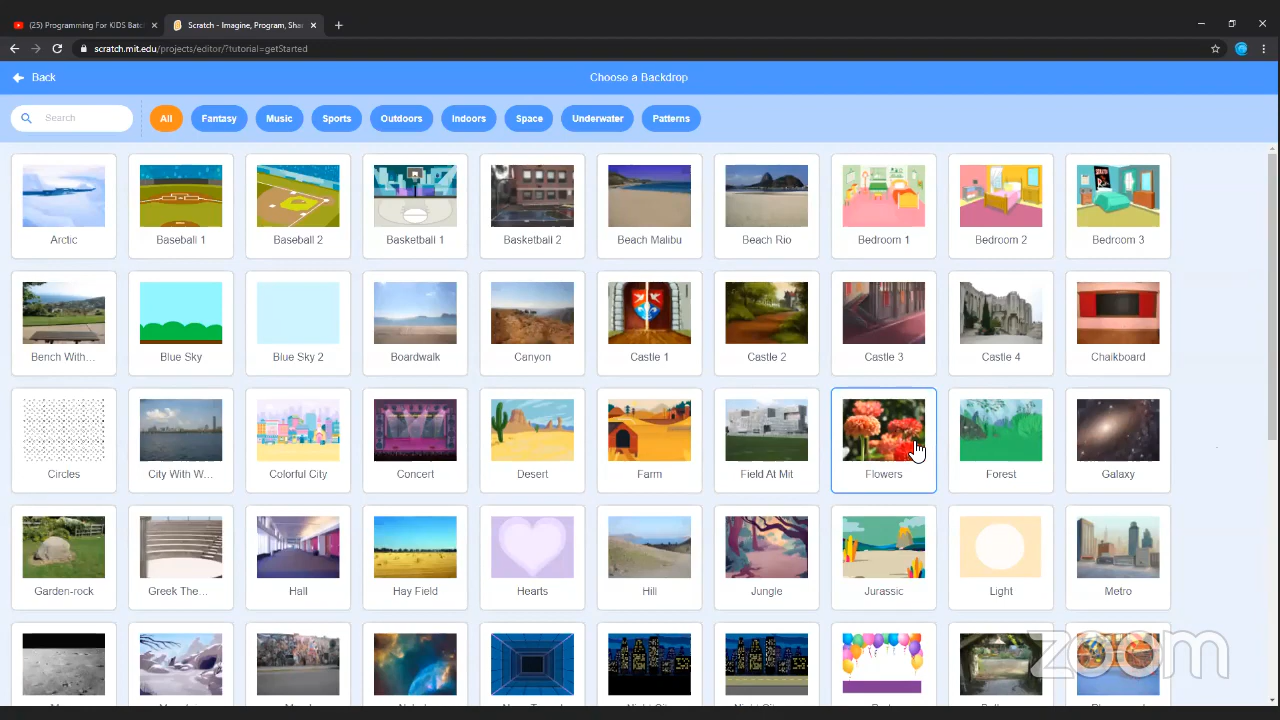 (25) Programming For KIDS Batc
Scratch - Imagine, Program, Sha
scratch.mit.edu/projects/editor/?tutorial=getStarted
Back
Choose a Backdrop
Search
All
Fantasy
Music
Sports
Outdoors
Indoors
Space
Underwater
Patterns
Arctic
Baseball 1
Baseball 2
Basketball 1
Basketball 2
Beach Malibu
Beach Rio
Bedroom 1
Bedroom 2
Bedroom 3
Bench With...
Blue Sky
Blue Sky 2
Boardwalk
Canyon
Castle 1
Castle 2
Castle 3
Castle 4
Chalkboard
Circles
City With W...
Colorful City
Concert
Desert
Farm
Field At Mit
Flowers
Forest
Galaxy
Garden-rock
Greek The...
Hall
Hay Field
Hearts
Hill
Jungle
Jurassic
Light
Metro
zoom